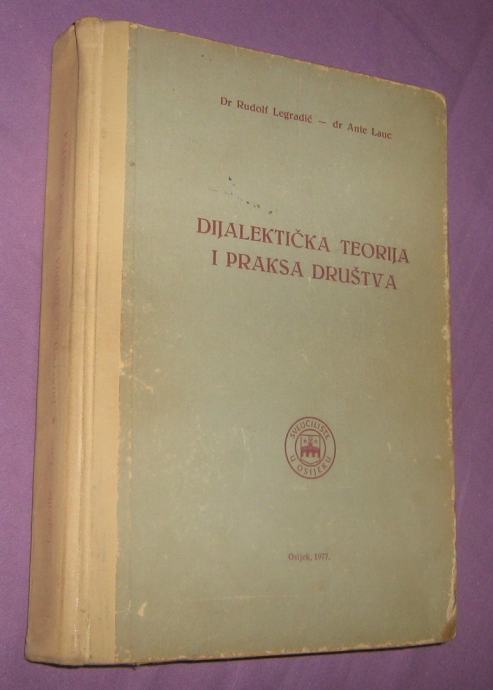 Dr Rudolf Legradić — dr Ante Lauc
DIJALEKTIČKA TEORIJA
I PRAKSA DRUŠTVA
SVEUČILIŠTE
U OSIJEKU
Osijek, 1977.